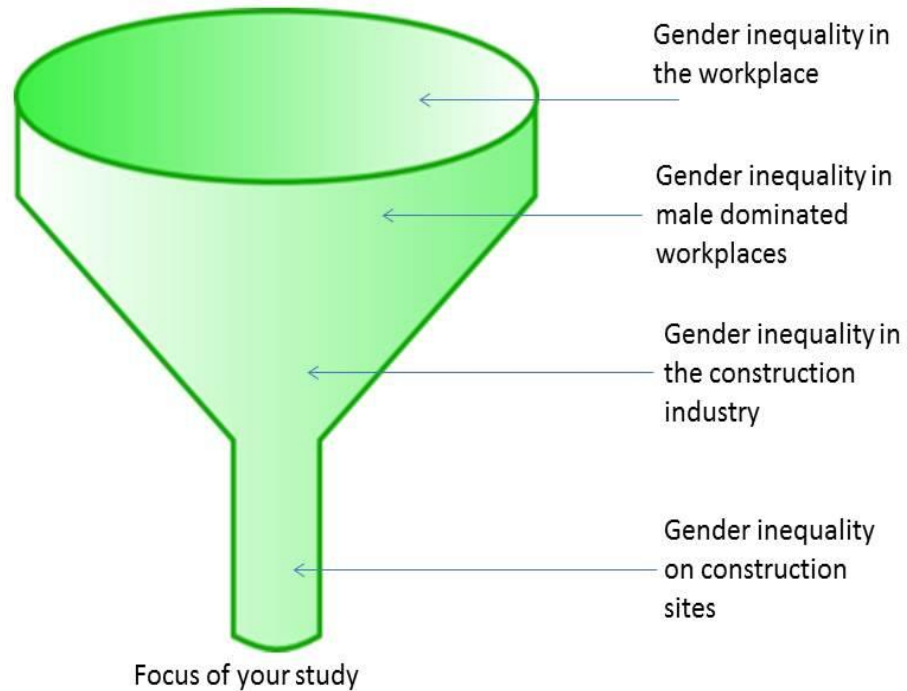 Gender inequality in
the workplace
Gender inequality in
male dominated
workplaces
Gender inequality in
the construction
industry
Gender inequality
on construction
sites
Focus of your study